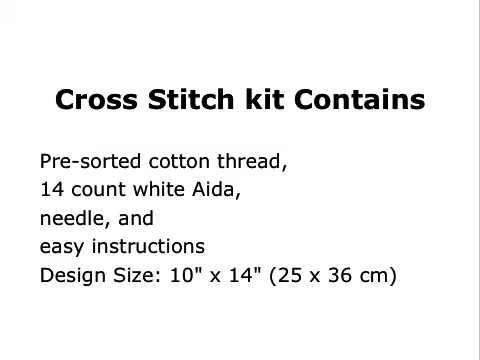 Cross Stitch kit Contains
Pre-sorted cotton thread,
14 count white Aida,
needle, and
easy instructions
Design Size: 10" x 14" (25 x 36 cm)